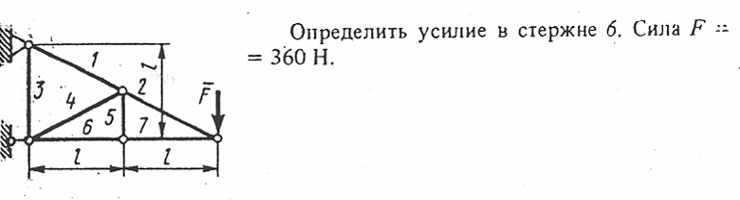 Определить усилие в стержне 6. Сила F =
= 360 Н.
1
l
2
3
4
F̅
5
6
7
l
l